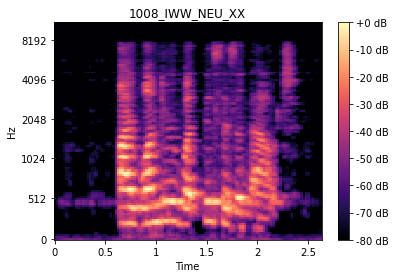 1008_IWW_NEU_XX
+0 dB
8192
-10 dB
4096
-20 dB
-30 dB
2048
Hz
-40 dB
1024
-50 dB
512
-60 dB
-70 dB
0
-80 dB
0 0.5 1 1.5 2 2.5
Time